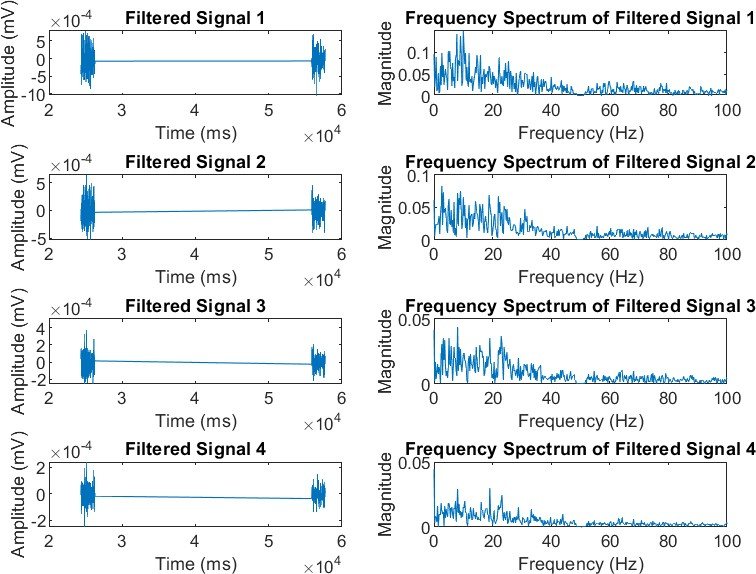 Filtered Signal 1
×10⁻⁴
Amplitude (mV)
5
0
-5
-10
2 3 4 5 6
Time (ms)
×10⁴
Frequency Spectrum of Filtered Signal 1
Magnitude
0.1
0.05
0
0 20 40 60 80 100
Frequency (Hz)
Filtered Signal 2
×10⁻⁴
Amplitude (mV)
5
0
-5
2 3 4 5 6
Time (ms)
×10⁴
Frequency Spectrum of Filtered Signal 2
Magnitude
0.1
0.05
0
0 20 40 60 80 100
Frequency (Hz)
Filtered Signal 3
×10⁻⁴
Amplitude (mV)
4
2
0
-2
2 3 4 5 6
Time (ms)
×10⁴
Frequency Spectrum of Filtered Signal 3
Magnitude
0.05
0
0 20 40 60 80 100
Frequency (Hz)
Filtered Signal 4
×10⁻⁴
Amplitude (mV)
2
0
-2
2 3 4 5 6
Time (ms)
×10⁴
Frequency Spectrum of Filtered Signal 4
Magnitude
0.05
0
0 20 40 60 80 100
Frequency (Hz)